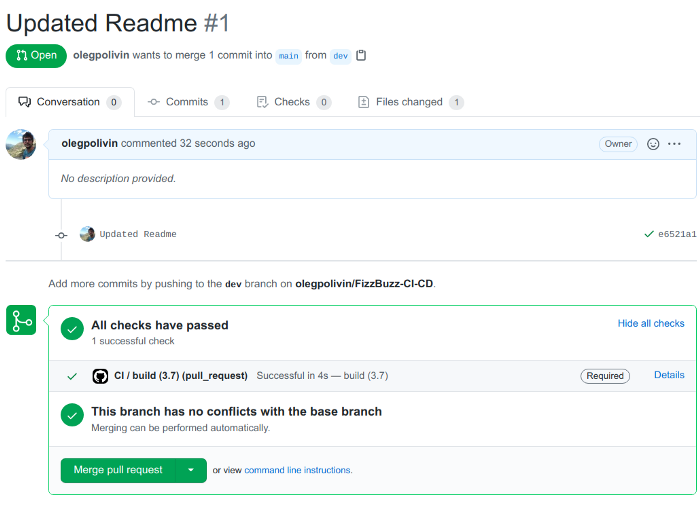 Updated Readme #1
Open olegpolivin wants to merge 1 commit into main from dev
Conversation 0 Commits 1 Checks 0 Files changed 1
olegpolivin commented 32 seconds ago Owner
No description provided.
Updated Readme e6521a1
Add more commits by pushing to the dev branch on olegpolivin/FizzBuzz-CI-CD.
All checks have passed Hide all checks
1 successful check
CI / build (3.7) (pull_request) Successful in 4s — build (3.7) Required Details
This branch has no conflicts with the base branch
Merging can be performed automatically.
Merge pull request or view command line instructions.